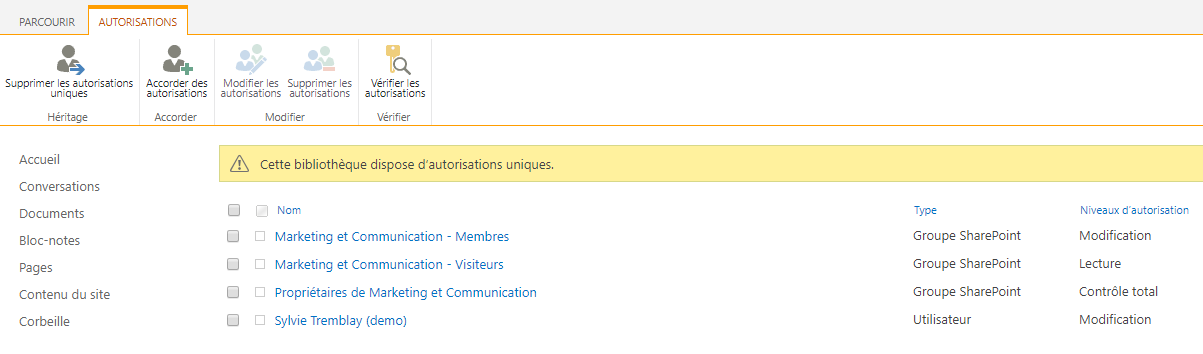 PARCOURIR
AUTORISATIONS
Supprimer les autorisations
uniques
Accorder des
autorisations
Modifier les
autorisations
Supprimer les
autorisations
Vérifier les
autorisations
Héritage
Accorder
Modifier
Vérifier
Accueil
Conversations
Documents
Bloc-notes
Pages
Contenu du site
Corbeille
Cette bibliothèque dispose d'autorisations uniques.
Nom Type Niveaux d'autorisation
Marketing et Communication - Membres Groupe SharePoint Modification
Marketing et Communication - Visiteurs Groupe SharePoint Lecture
Propriétaires de Marketing et Communication Groupe SharePoint Contrôle total
Sylvie Tremblay (demo) Utilisateur Modification